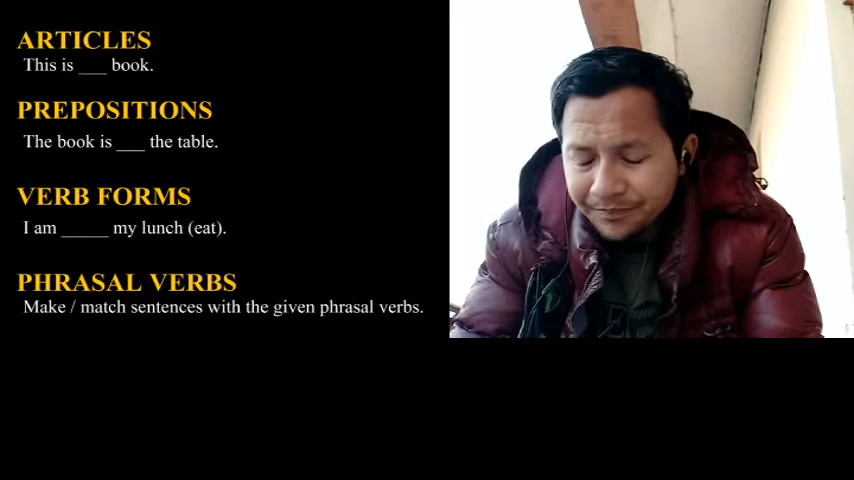 ARTICLES
This is ___ book.
PREPOSITIONS
The book is ___ the table.
VERB FORMS
I am _____ my lunch (eat).
PHRASAL VERBS
Make / match sentences with the given phrasal verbs.